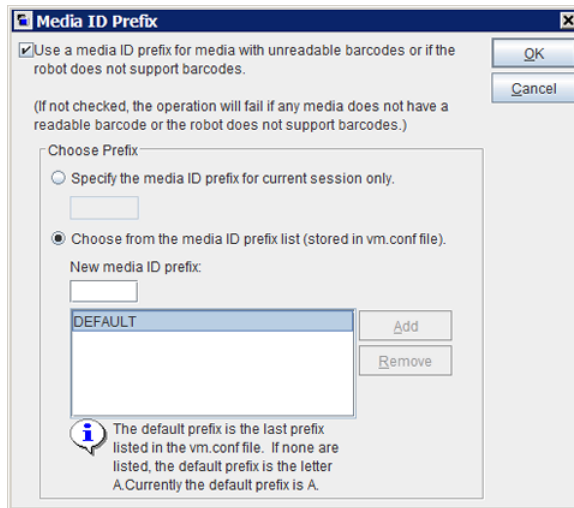 Media ID Prefix
Use a media ID prefix for media with unreadable barcodes or if the
robot does not support barcodes.
OK
Cancel
(If not checked, the operation will fail if any media does not have a
readable barcode or the robot does not support barcodes.)
Choose Prefix
Specify the media ID prefix for current session only.
Choose from the media ID prefix list (stored in vm.conf file).
New media ID prefix:
DEFAULT
Add
Remove
The default prefix is the last prefix
listed in the vm.conf file. If none are
listed, the default prefix is the letter
A.Currently the default prefix is A.